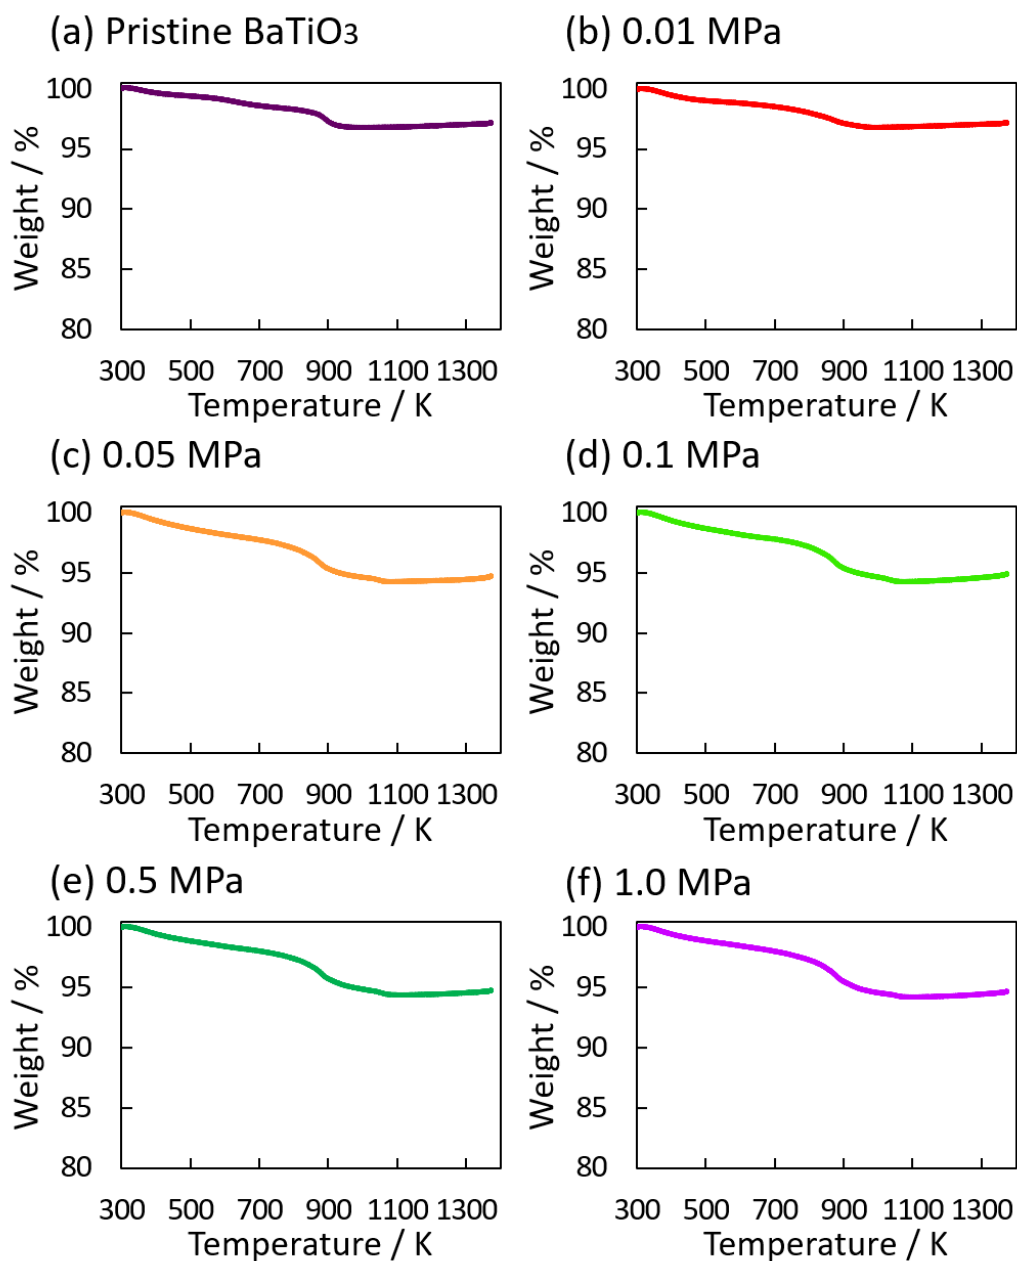 (a) Pristine BaTiO3
100
95
90
85
80
Weight / %
300 500 700 900 1100 1300
Temperature / K
(b) 0.01 MPa
100
95
90
85
80
Weight / %
300 500 700 900 1100 1300
Temperature / K
(c) 0.05 MPa
100
95
90
85
80
Weight / %
300 500 700 900 1100 1300
Temperature / K
(d) 0.1 MPa
100
95
90
85
80
Weight / %
300 500 700 900 1100 1300
Temperature / K
(e) 0.5 MPa
100
95
90
85
80
Weight / %
300 500 700 900 1100 1300
Temperature / K
(f) 1.0 MPa
100
95
90
85
80
Weight / %
300 500 700 900 1100 1300
Temperature / K